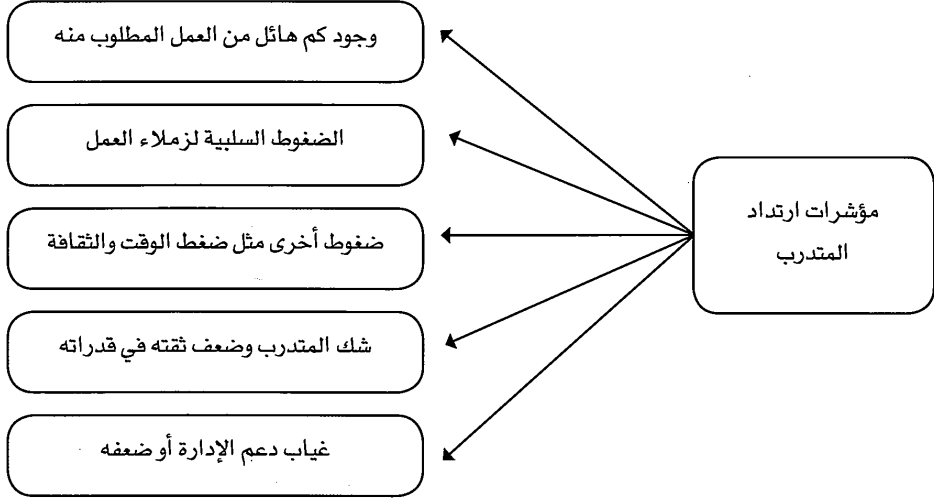 مؤشرات ارتداد
المتدرب
وجود كم هائل من العمل المطلوب منه
الضغوط السلبية لزملاء العمل
ضغوط أخرى مثل ضغط الوقت والثقافة
شك المتدرب وضعف ثقته في قدراته
غياب دعم الإدارة أو ضعفه